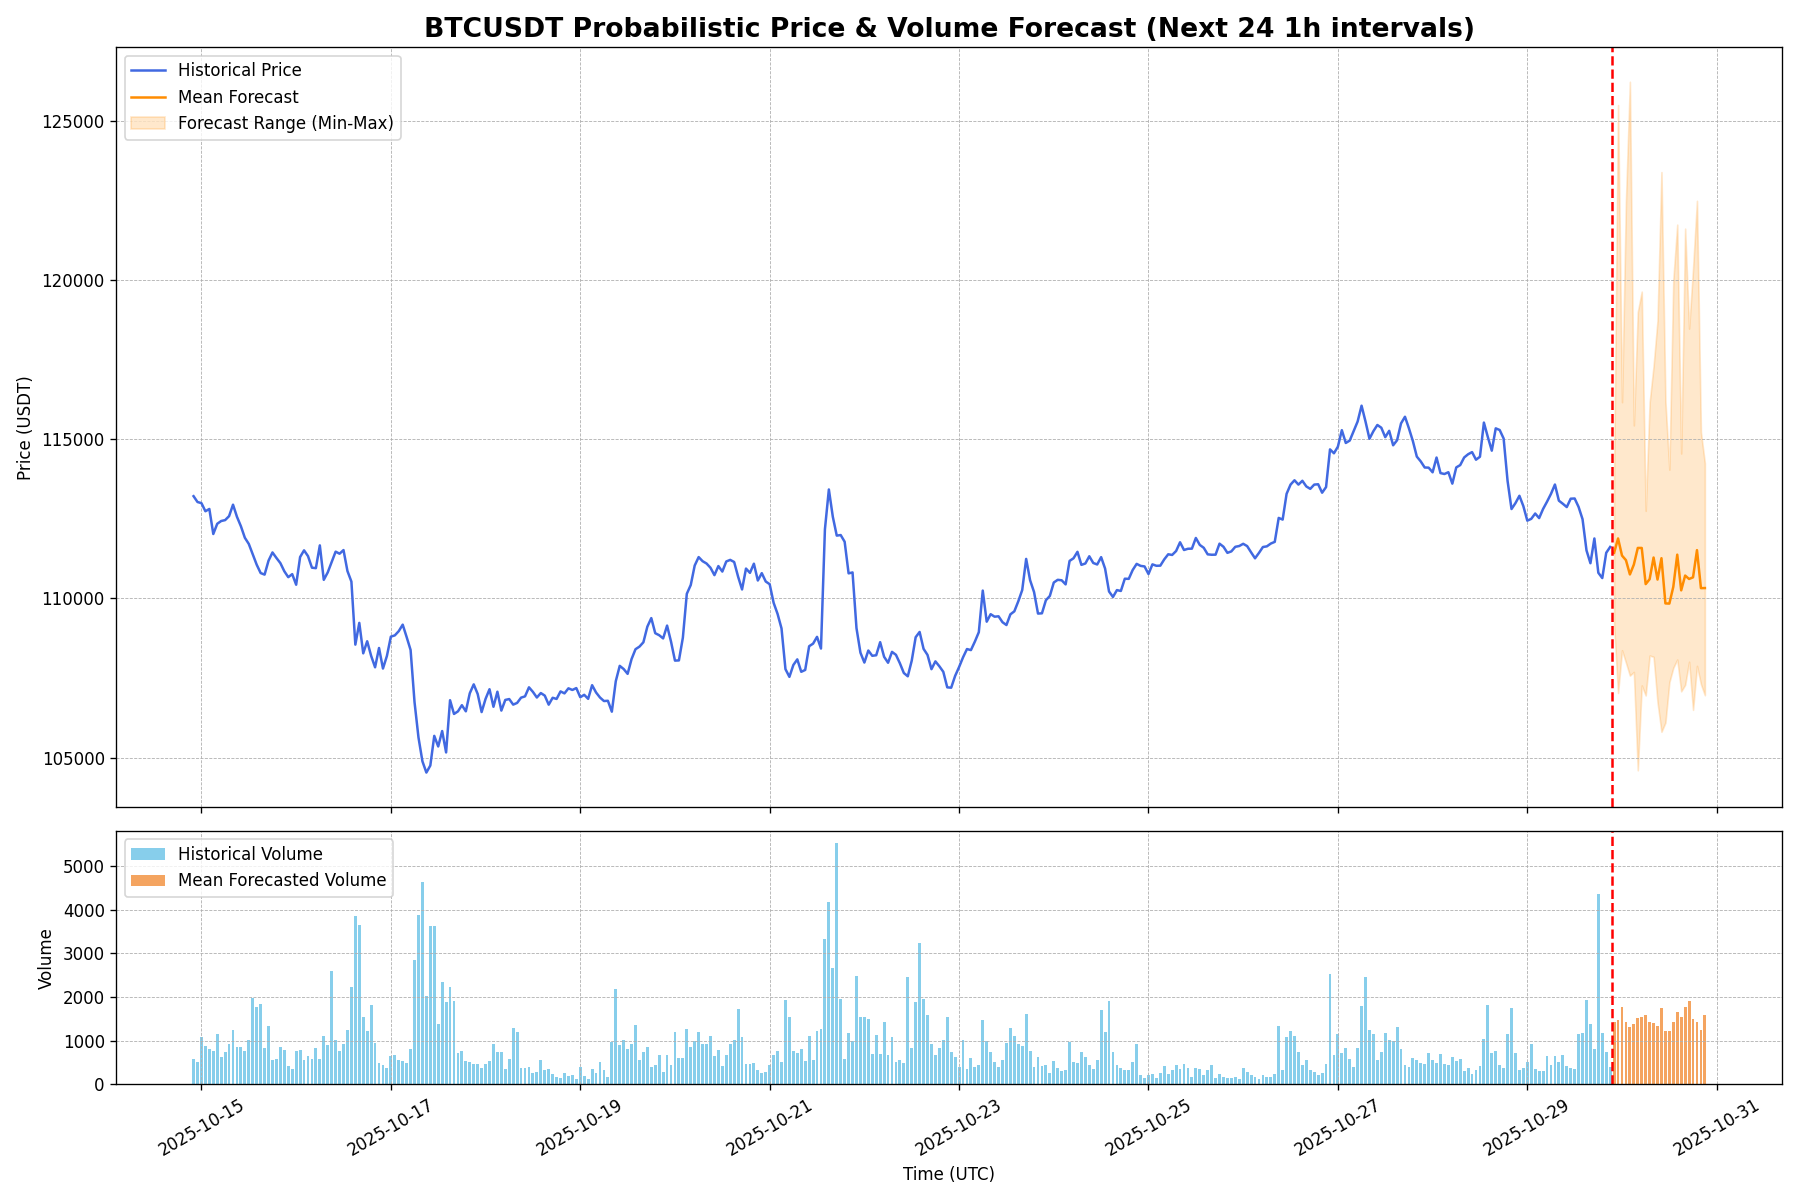 BTCUSDT Probabilistic Price & Volume Forecast (Next 24 1h intervals)
Historical Price
Mean Forecast
Forecast Range (Min-Max)
Price (USDT)
125000
120000
115000
110000
105000
Historical Volume
Mean Forecasted Volume
Volume
5000
4000
3000
2000
1000
0
2025-10-15
2025-10-17
2025-10-19
2025-10-21
2025-10-23
2025-10-25
2025-10-27
2025-10-29
2025-10-31
Time (UTC)